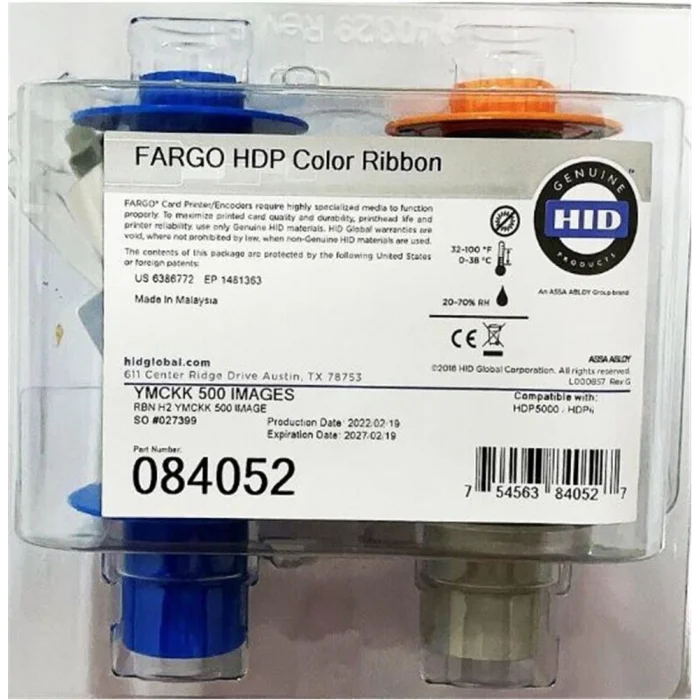 FARGO HDP Color Ribbon
FARGO® Card Printer/Encoders require highly specialized media to function
properly. To maximize printed card quality and durability, printhead life and
printer reliability, use only Genuine HID materials. HID Global warranties are
void, where not prohibited by law, when non-Genuine HID materials are used.
The contents of this package are protected by the following United States
or foreign patents:
US 6386772 EP 1481363
Made in Malaysia
GENUINE
HID
PRODUCTS
™
An ASSA ABLOY Group brand
32-100 °F
0-38 °C
20-70% RH
CE
hidglobal.com
611 Center Ridge Drive Austin, TX 78753
ASSA ABLOY
©2018 HID Global Corporation. All rights reserved.
L000857 Rev G
YMCKK 500 IMAGES
RBN H2 YMCKK 500 IMAGE
SO #027399
Production Date: 2022/02/19
Expiration Date: 2027/02/19
Compatible with:
HDP5000 / HDPii
Part Number:
084052
7 54563 84052 7